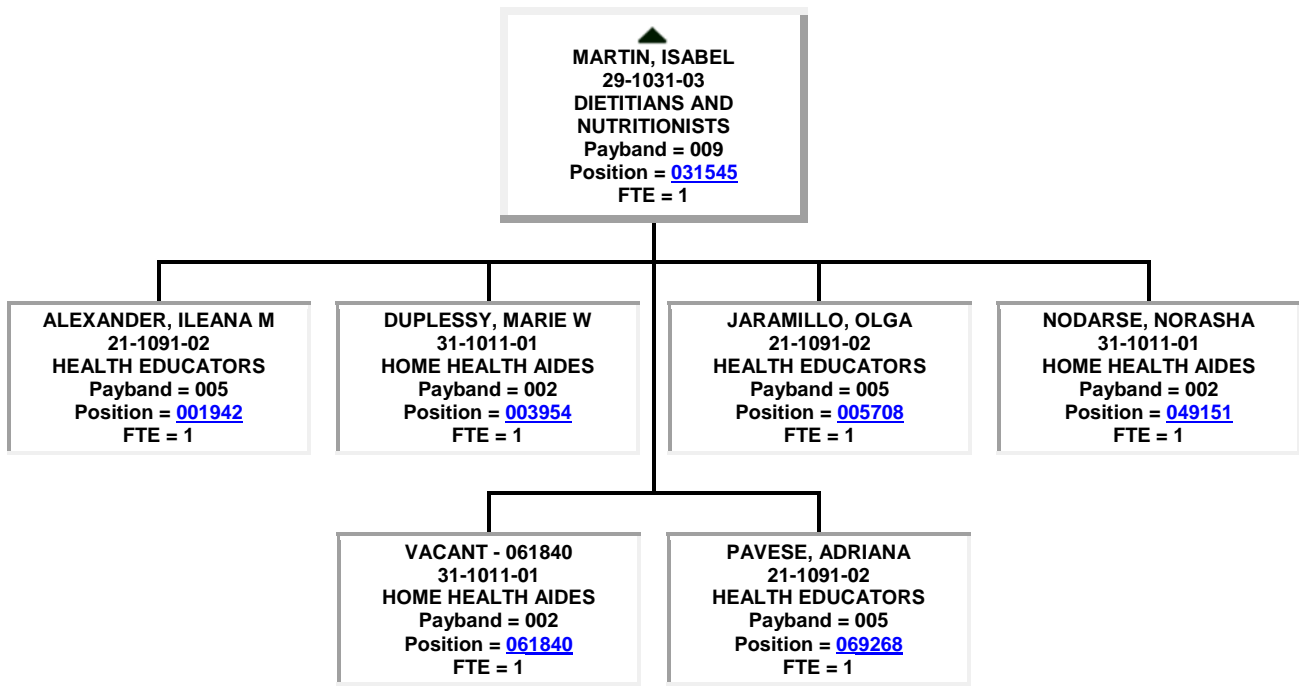 MARTIN, ISABEL
29-1031-03
DIETITIANS AND
NUTRITIONISTS
Payband = 009
Position = 031545
FTE = 1
ALEXANDER, ILEANA M
21-1091-02
HEALTH EDUCATORS
Payband = 005
Position = 001942
FTE = 1
DUPLESSY, MARIE W
31-1011-01
HOME HEALTH AIDES
Payband = 002
Position = 003954
FTE = 1
JARAMILLO, OLGA
21-1091-02
HEALTH EDUCATORS
Payband = 005
Position = 005708
FTE = 1
NODARSE, NORASHA
31-1011-01
HOME HEALTH AIDES
Payband = 002
Position = 049151
FTE = 1
VACANT - 061840
31-1011-01
HOME HEALTH AIDES
Payband = 002
Position = 061840
FTE = 1
PAVESE, ADRIANA
21-1091-02
HEALTH EDUCATORS
Payband = 005
Position = 069268
FTE = 1